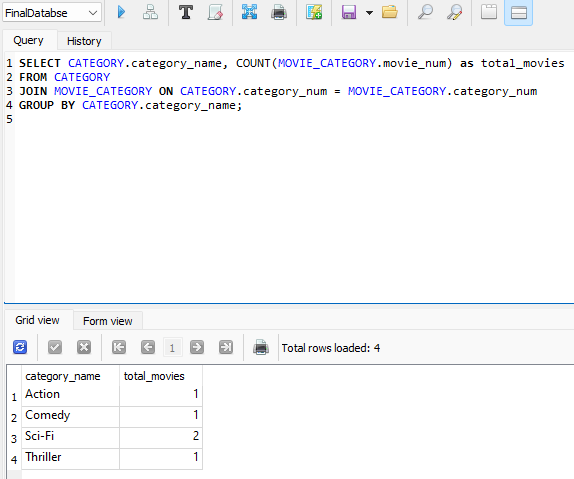 FinalDatabse
Query History
1 SELECT CATEGORY.category_name, COUNT(MOVIE_CATEGORY.movie_num) as total_movies
2 FROM CATEGORY
3 JOIN MOVIE_CATEGORY ON CATEGORY.category_num = MOVIE_CATEGORY.category_num
4 GROUP BY CATEGORY.category_name;
5
Grid view Form view
1 Total rows loaded: 4
category_name total_movies
1 Action 1
2 Comedy 1
3 Sci-Fi 2
4 Thriller 1